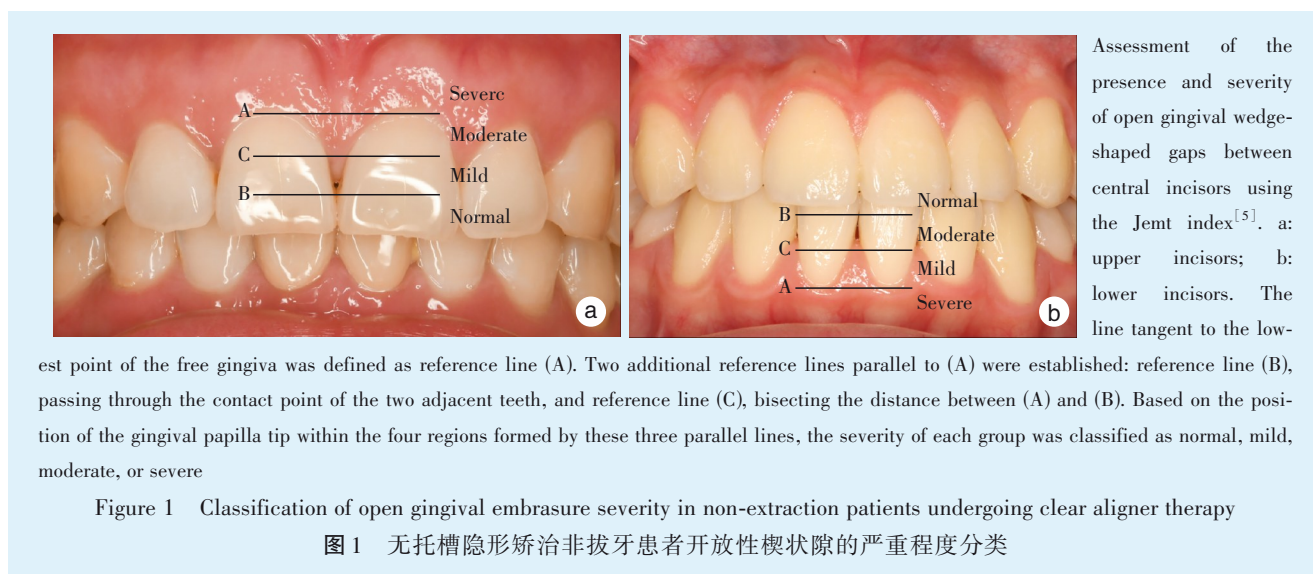 A
C
B
Severc
Moderate
Mild
Normal
a
B
C
A
Normal
Moderate
Mild
Severe
b
Assessment of the
presence and severity
of open gingival wedge-
shaped gaps between
central incisors using
the Jemt index[5]. a:
upper incisors; b:
lower incisors. The
line tangent to the low-
est point of the free gingiva was defined as reference line (A). Two additional reference lines parallel to (A) were established: reference line (B),
passing through the contact point of the two adjacent teeth, and reference line (C), bisecting the distance between (A) and (B). Based on the posi-
tion of the gingival papilla tip within the four regions formed by these three parallel lines, the severity of each group was classified as normal, mild,
moderate, or severe
Figure 1 Classification of open gingival embrasure severity in non-extraction patients undergoing clear aligner therapy
图1 无托槽隐形矫治非拔牙患者开放性楔状隙的严重程度分类